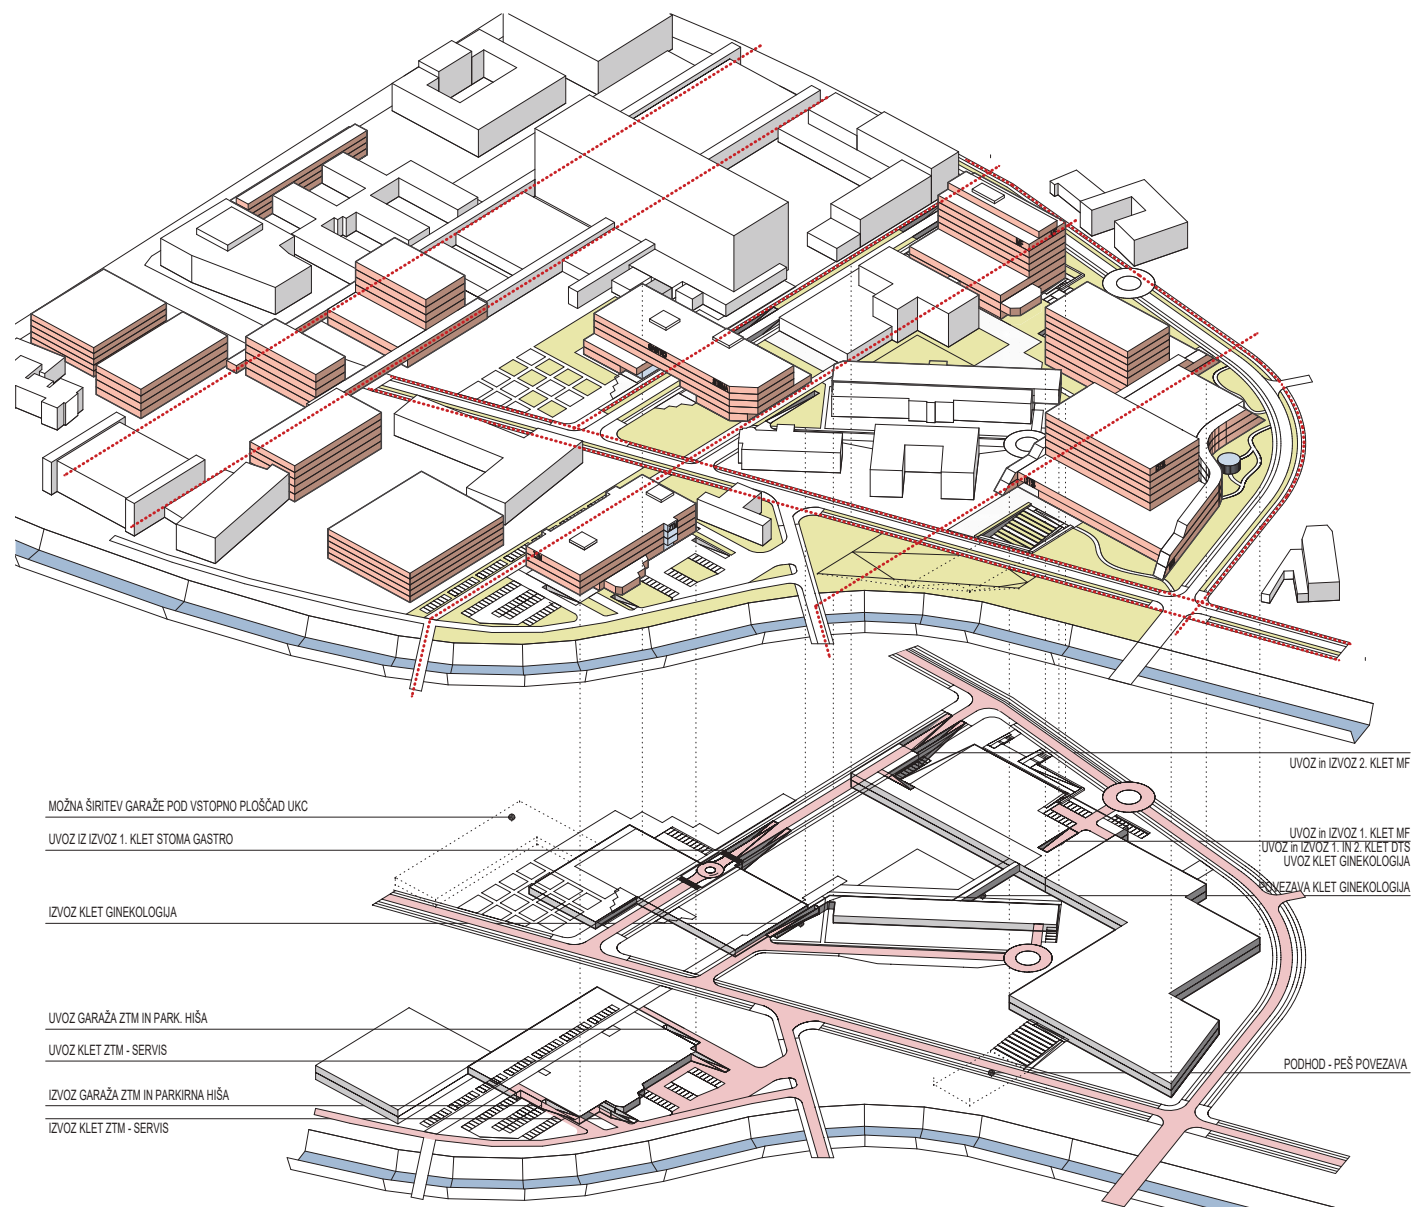 UVOZ in IZVOZ 2. KLET MF
MOŽNA ŠIRITEV GARAŽE POD VSTOPNO PLOŠČAD UKC
UVOZ IZ IZVOZ 1. KLET STOMA GASTRO
UVOZ in IZVOZ 1. KLET MF
UVOZ in IZVOZ 1. IN 2. KLET DTS
UVOZ KLET GINEKOLOGIJA
POVEZAVA KLET GINEKOLOGIJA
IZVOZ KLET GINEKOLOGIJA
UVOZ GARAŽA ZTM IN PARK. HIŠA
UVOZ KLET ZTM - SERVIS
PODHOD - PEŠ POVEZAVA
IZVOZ GARAŽA ZTM IN PARKIRNA HIŠA
IZVOZ KLET ZTM - SERVIS